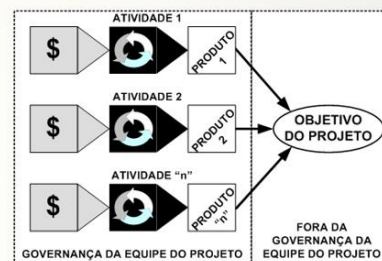 ATIVIDADE 1
$
PRODUTO
1
ATIVIDADE 2
$
PRODUTO
2
OBJETIVO
DO PROJETO
ATIVIDADE "n"
$
PRODUTO
"n"
GOVERNANÇA DA EQUIPE DO PROJETO
FORA DA
GOVERNANÇA DA
EQUIPE DO PROJETO